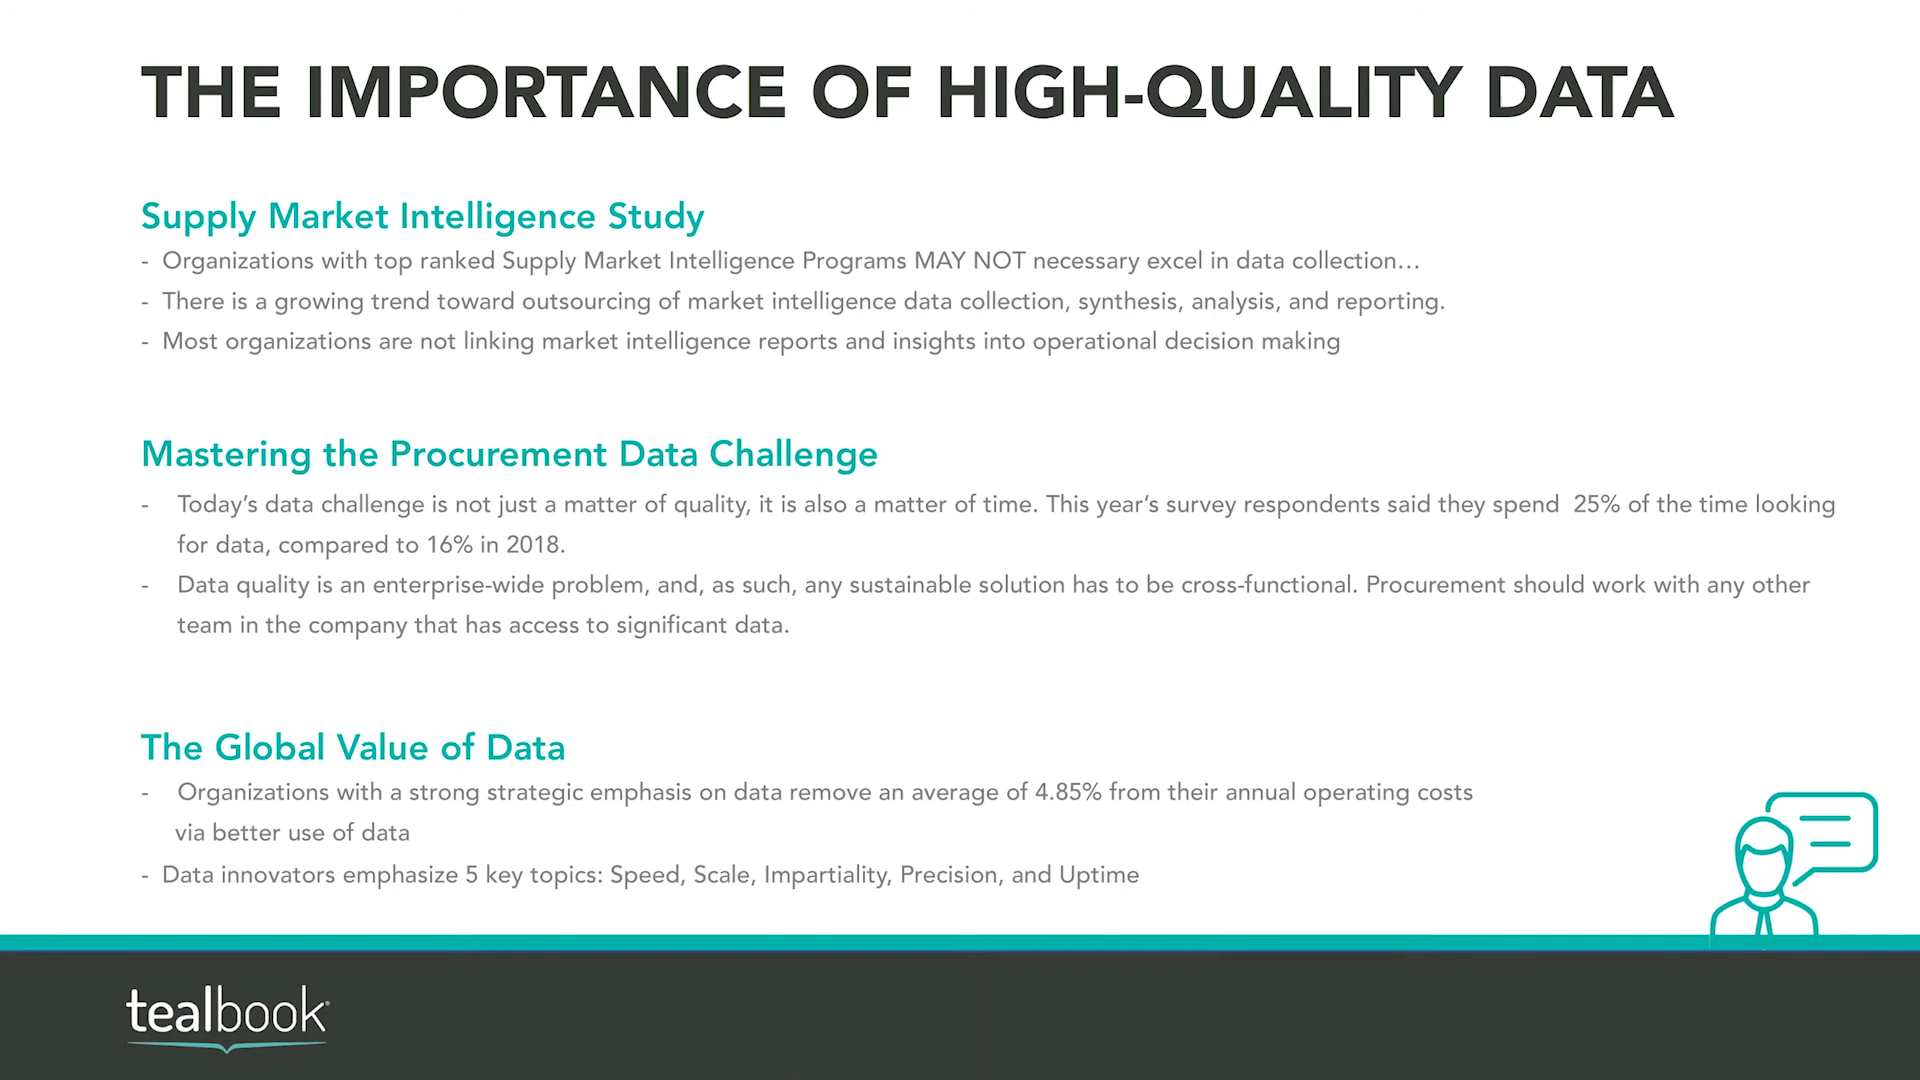 THE IMPORTANCE OF HIGH-QUALITY DATA
Supply Market Intelligence Study
- Organizations with top ranked Supply Market Intelligence Programs MAY NOT necessary excel in data collection…
- There is a growing trend toward outsourcing of market intelligence data collection, synthesis, analysis, and reporting.
- Most organizations are not linking market intelligence reports and insights into operational decision making
Mastering the Procurement Data Challenge
- Today’s data challenge is not just a matter of quality, it is also a matter of time. This year’s survey respondents said they spend 25% of the time looking
for data, compared to 16% in 2018.
- Data quality is an enterprise-wide problem, and, as such, any sustainable solution has to be cross-functional. Procurement should work with any other
team in the company that has access to significant data.
The Global Value of Data
- Organizations with a strong strategic emphasis on data remove an average of 4.85% from their annual operating costs
via better use of data
- Data innovators emphasize 5 key topics: Speed, Scale, Impartiality, Precision, and Uptime
tealbook®